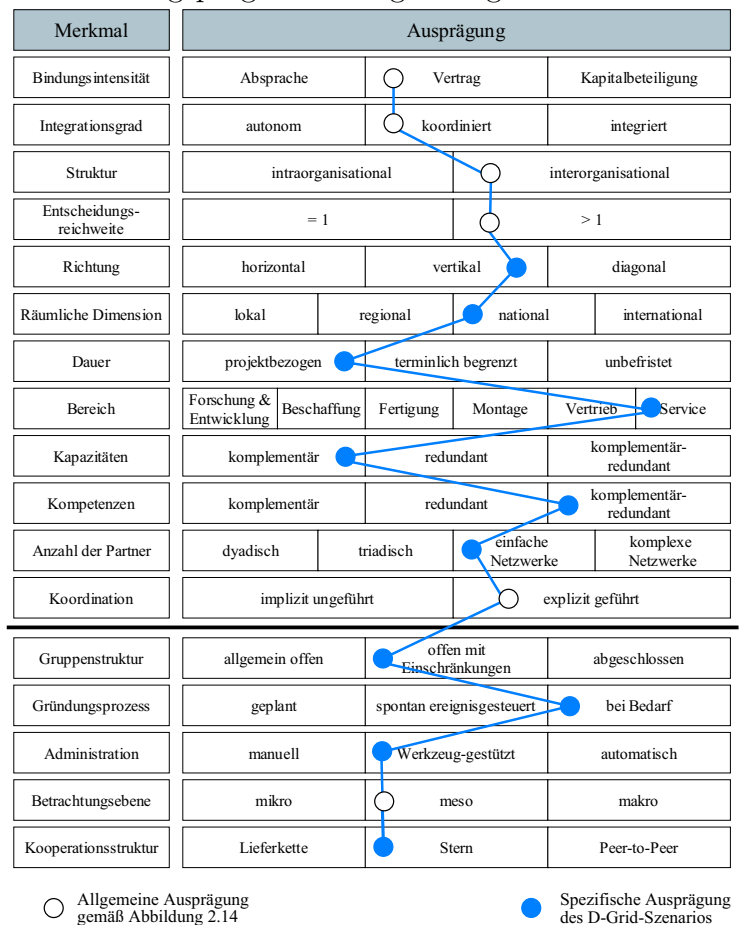 Merkmal Ausprägung
Bindungsintensität Absprache Vertrag Kapitalbeteiligung
Integrationsgrad autonom koordiniert integriert
Struktur intraorganisational interorganisational
Entscheidungs-
reichweite = 1 > 1
Richtung horizontal vertikal diagonal
Räumliche Dimension lokal regional national international
Dauer projektbezogen terminlich begrenzt unbefristet
Bereich Forschung &
Entwicklung Beschaffung Fertigung Montage Vertrieb Service
Kapazitäten komplementär redundant komplementär-
redundant
Kompetenzen komplementär redundant komplementär-
redundant
Anzahl der Partner dyadisch triadisch einfache
Netzwerke komplexe
Netzwerke
Koordination implizit ungeführt explizit geführt
Gruppenstruktur allgemein offen offen mit
Einschränkungen abgeschlossen
Gründungsprozess geplant spontan ereignisgesteuert bei Bedarf
Administration manuell Werkzeug-gestützt automatisch
Betrachtungsebene mikro meso makro
Kooperationsstruktur Lieferkette Stern Peer-to-Peer
Allgemeine Ausprägung
gemäß Abbildung 2.14
Spezifische Ausprägung
des D-Grid-Szenarios